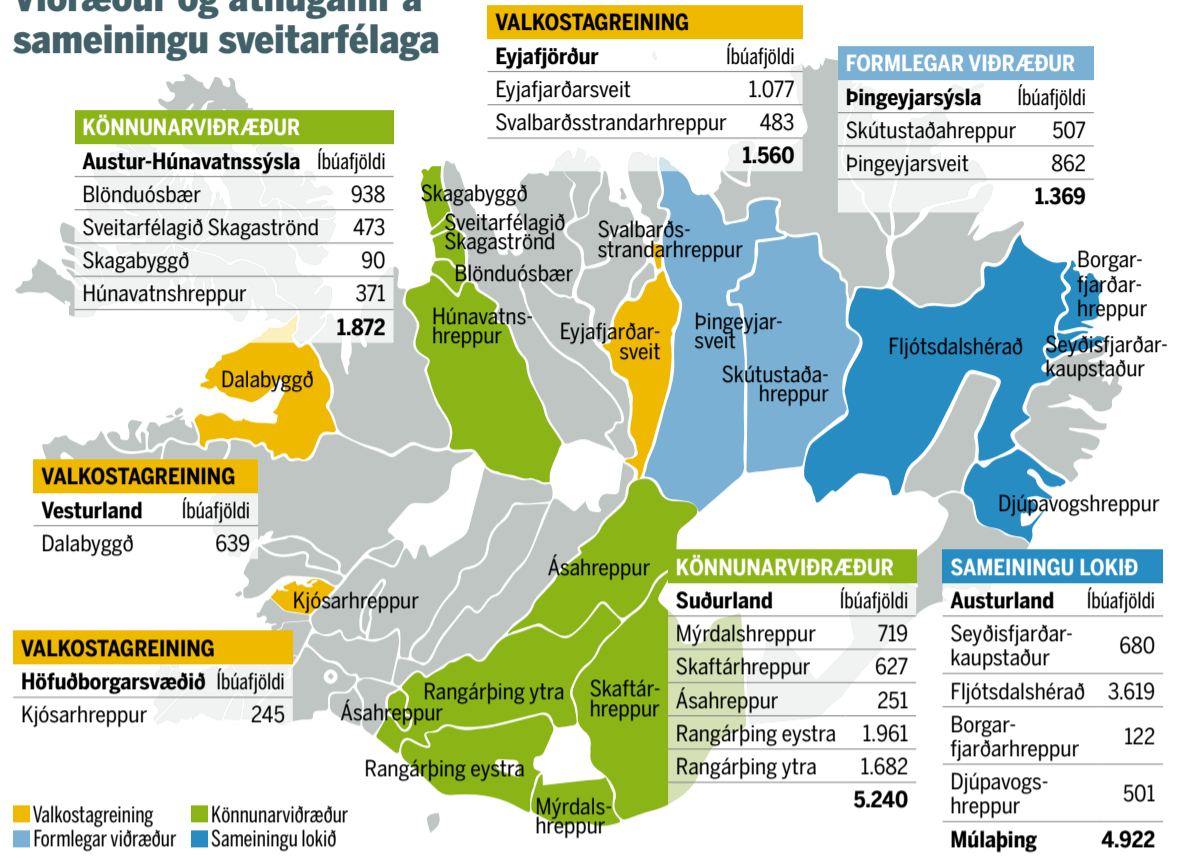 Viðræður og athuganir á
sameiningu sveitarfélaga
VALKOSTAGREINING
Eyjafjörður Íbúafjöldi
Eyjafjarðarsveit 1.077
Svalbarðsstrandarhreppur 483
1.560
FORMLEGAR VIÐRÆÐUR
Þingeyjarsýsla Íbúafjöldi
Skútustaðahreppur 507
Þingeyjarsveit 862
1.369
KÖNNUNARVIÐRÆÐUR
Austur-Húnavatnssýsla Íbúafjöldi
Blönduósbær 938
Sveitarfélagið Skagaströnd 473
Skagabyggð 90
Húnavatnshreppur 371
1.872
Skagabyggð
Sveitarfélagið
Skagaströnd
Blönduósbær
Húnavatns-
hreppur
Svalbarðs-
strandarhreppur
Eyjafjarðar-
sveit
Þingeyjar-
sveit
Skútustaða-
hreppur
Fljótsdalshérað
Borgar-
fjarðar-
hreppur
Seyðisfjarðar-
kaupstaður
Djúpavogshreppur
Dalabyggð
VALKOSTAGREINING
Vesturland Íbúafjöldi
Dalabyggð 639
Kjósarhreppur
VALKOSTAGREINING
Höfuðborgarsvæðið Íbúafjöldi
Kjósarhreppur 245
Ásahreppur
Rangárþing ytra
Skaftár-
hreppur
Ásahreppur
Rangárþing eystra
Mýrdals-
hreppur
KÖNNUNARVIÐRÆÐUR
Suðurland Íbúafjöldi
Mýrdalshreppur 719
Skaftárhreppur 627
Ásahreppur 251
Rangárþing eystra 1.961
Rangárþing ytra 1.682
5.240
SAMEININGU LOKIÐ
Austurland Íbúafjöldi
Seyðisfjarðar-
kaupstaður 680
Fljótsdalshérað 3.619
Borgar-
fjarðarhreppur 122
Djúpavogs-
hreppur 501
Múlaþing 4.922
Valkostagreining Könnunarviðræður
Formlegar viðræður Sameiningu lokið